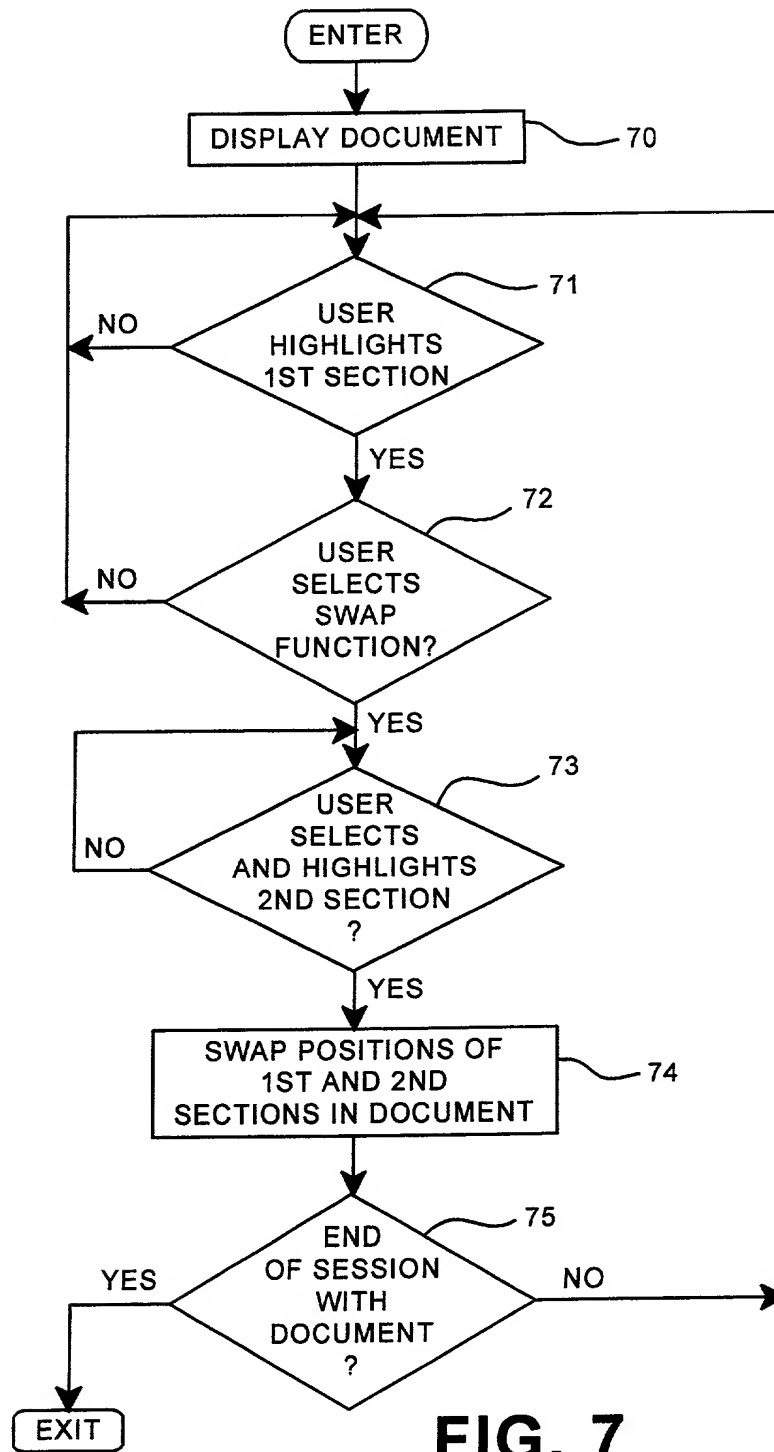 ENTER
DISPLAY DOCUMENT
70
71
USER
HIGHLIGHTS
1ST SECTION
NO
YES
72
USER
SELECTS
SWAP
FUNCTION?
NO
YES
73
USER
SELECTS
AND HIGHLIGHTS
2ND SECTION
?
NO
YES
SWAP POSITIONS OF
1ST AND 2ND
SECTIONS IN DOCUMENT
74
75
END
OF SESSION
WITH
DOCUMENT
?
YES
NO
EXIT
FIG. 7